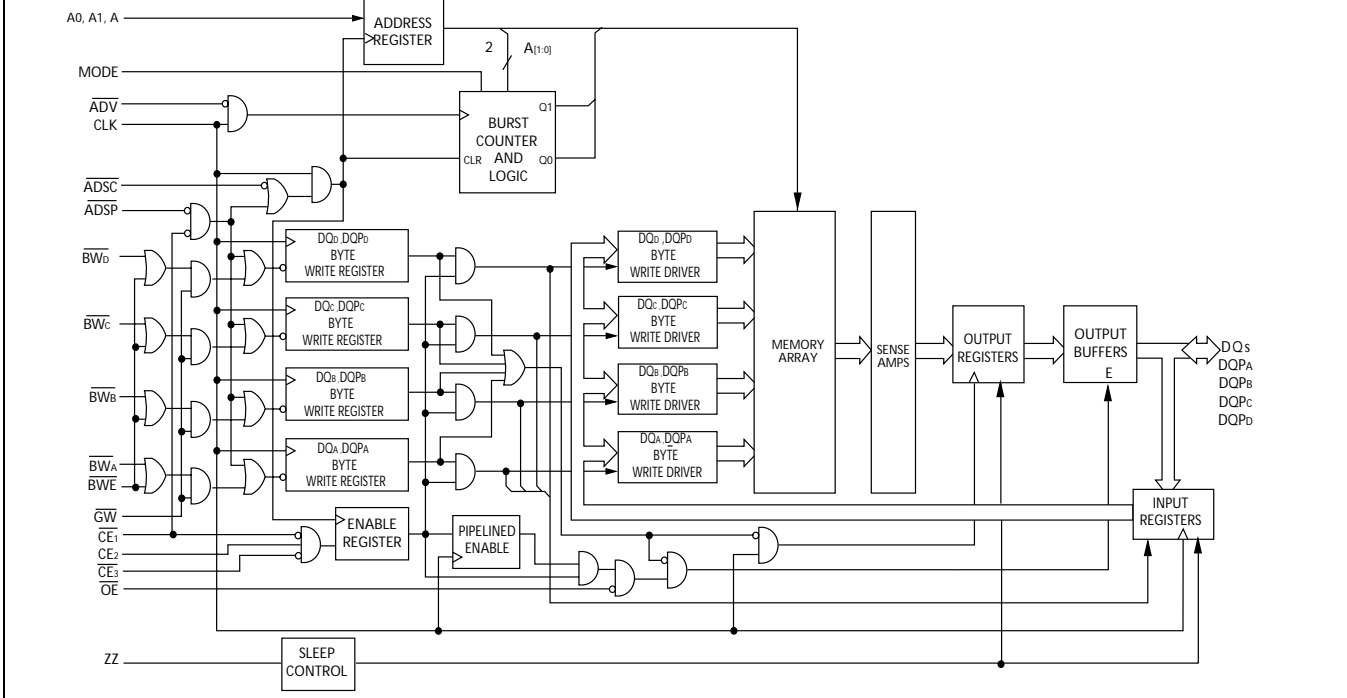 A0, A1, A
ADDRESS
REGISTER
2
A[1:0]
MODE
ADV
CLK
BURST
COUNTER
AND
LOGIC
CLR
Q1
Q0
ADSC
ADSP
BWD
DQD ,DQPD
BYTE
WRITE REGISTER
DQD ,DQPD
BYTE
WRITE DRIVER
BWC
DQC ,DQPC
BYTE
WRITE REGISTER
DQC ,DQPC
BYTE
WRITE DRIVER
BWB
DQB ,DQPB
BYTE
WRITE REGISTER
DQB ,DQPB
BYTE
WRITE DRIVER
BWA
BWE
DQA ,DQPA
BYTE
WRITE REGISTER
DQA ,DQPA
BYTE
WRITE DRIVER
MEMORY
ARRAY
SENSE
AMPS
OUTPUT
REGISTERS
OUTPUT
BUFFERS
E
DQs
DQPA
DQPB
DQPC
DQPD
GW
CE1
CE2
CE3
OE
ENABLE
REGISTER
PIPELINED
ENABLE
INPUT
REGISTERS
ZZ
SLEEP
CONTROL